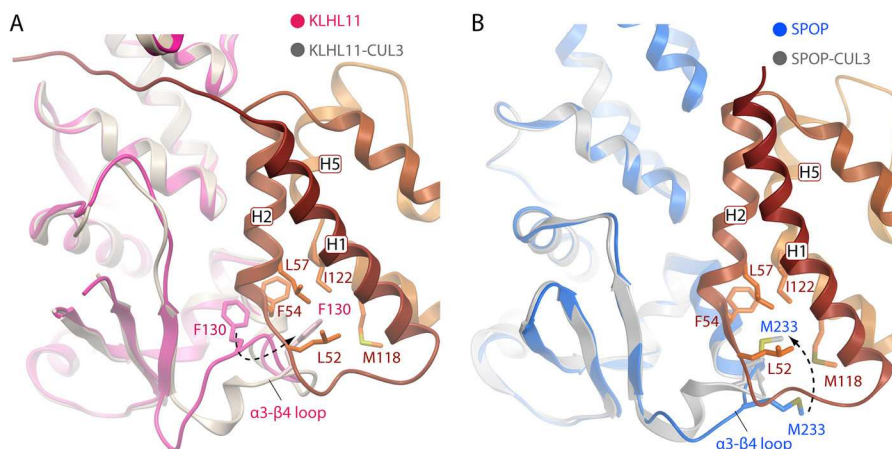 A
KLHL11
KLHL11-CUL3
H5
H2
H1
L57
I122
F130
F54
F130
L52
M118
α3-β4 loop
B
SPOP
SPOP-CUL3
H5
H2
H1
L57
I122
F54
M233
L52
M118
α3-β4 loop
M233